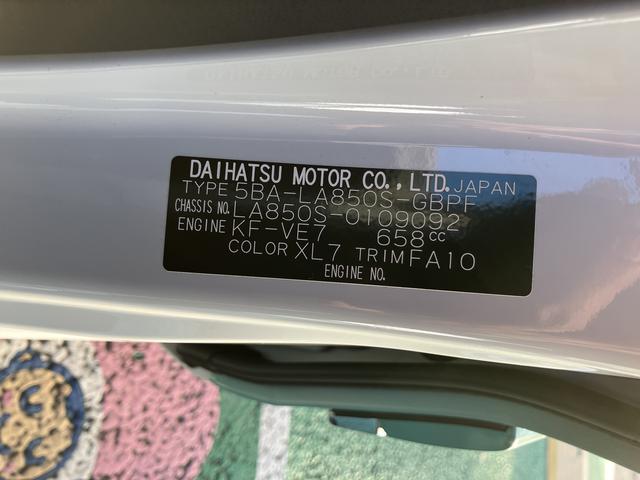 DAIHATSU MOTOR CO., LTD. JAPAN
TYPE 5BA-LA850S-GBPF
CHASSIS NO. LA850S-0109092
ENGINE KF-VE7 658cc
COLOR XL7 TRIM FA10
ENGINE NO.